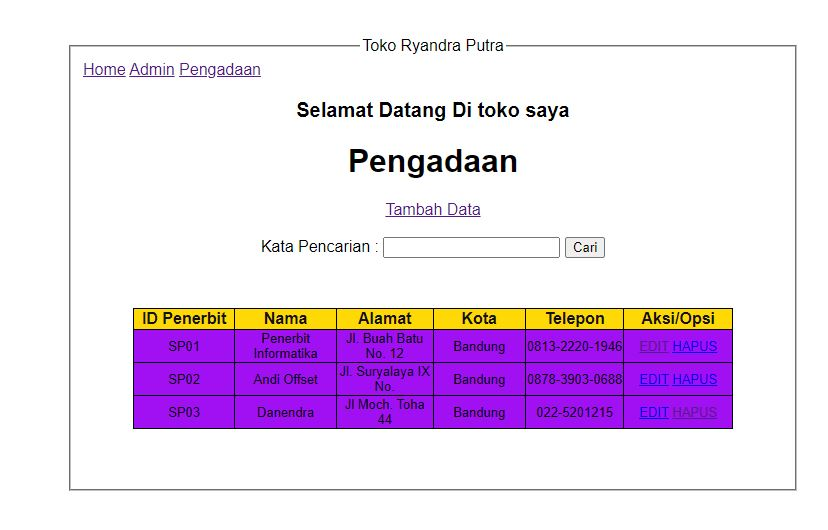 Toko Ryandra Putra
Home Admin Pengadaan
Selamat Datang Di toko saya
Pengadaan
Tambah Data
Kata Pencarian : Cari
ID Penerbit Nama Alamat Kota Telepon Aksi/Opsi
SP01 Penerbit Informatika Jl. Buah Batu No. 12 Bandung 0813-2220-1946 EDIT HAPUS
SP02 Andi Offset Jl. Suryalaya IX No. Bandung 0878-3903-0688 EDIT HAPUS
SP03 Danendra Jl Moch. Toha 44 Bandung 022-5201215 EDIT HAPUS